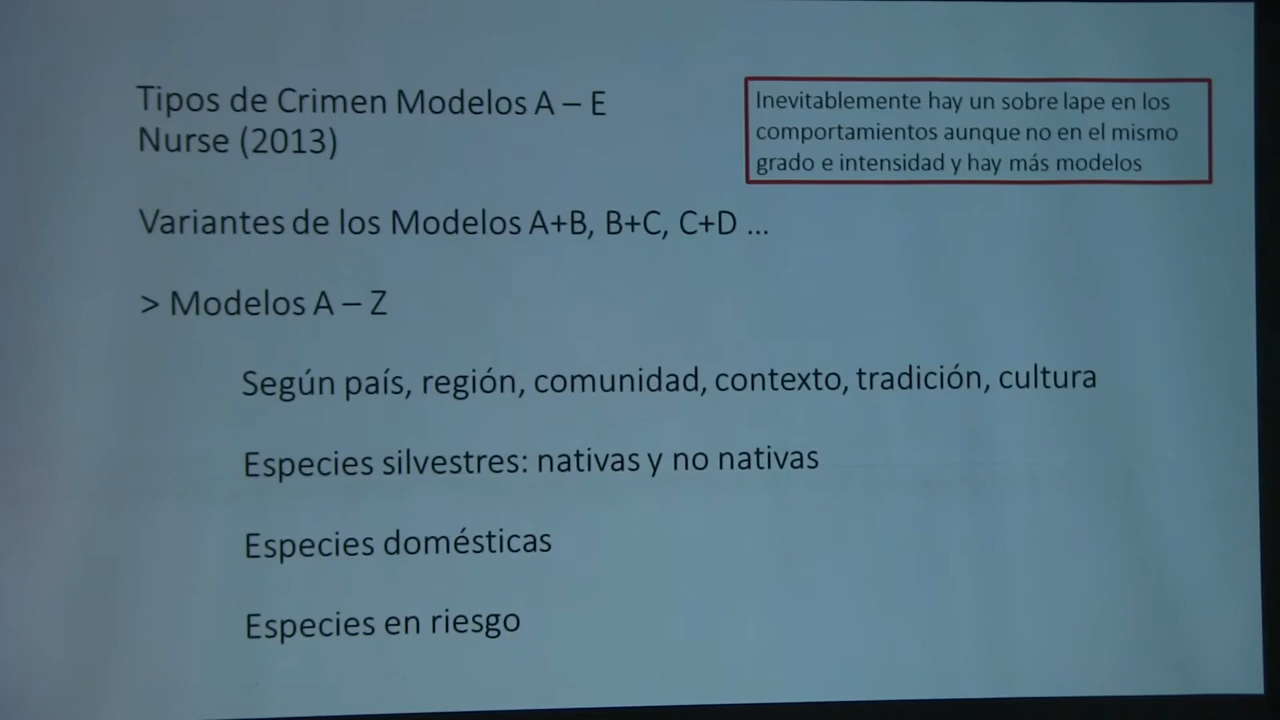 Tipos de Crimen Modelos A – E
Nurse (2013)
Inevitablemente hay un sobre lape en los
comportamientos aunque no en el mismo
grado e intensidad y hay más modelos
Variantes de los Modelos A+B, B+C, C+D ...
> Modelos A – Z
Según país, región, comunidad, contexto, tradición, cultura
Especies silvestres: nativas y no nativas
Especies domésticas
Especies en riesgo